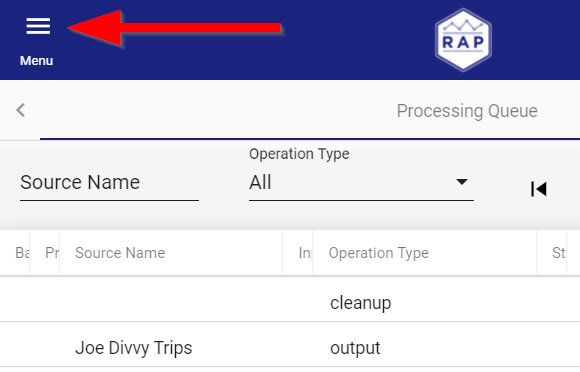 RAP
Menu
Processing Queue
Operation Type
Source Name All
Ba Pr Source Name In Operation Type St
cleanup
Joe Divvy Trips output